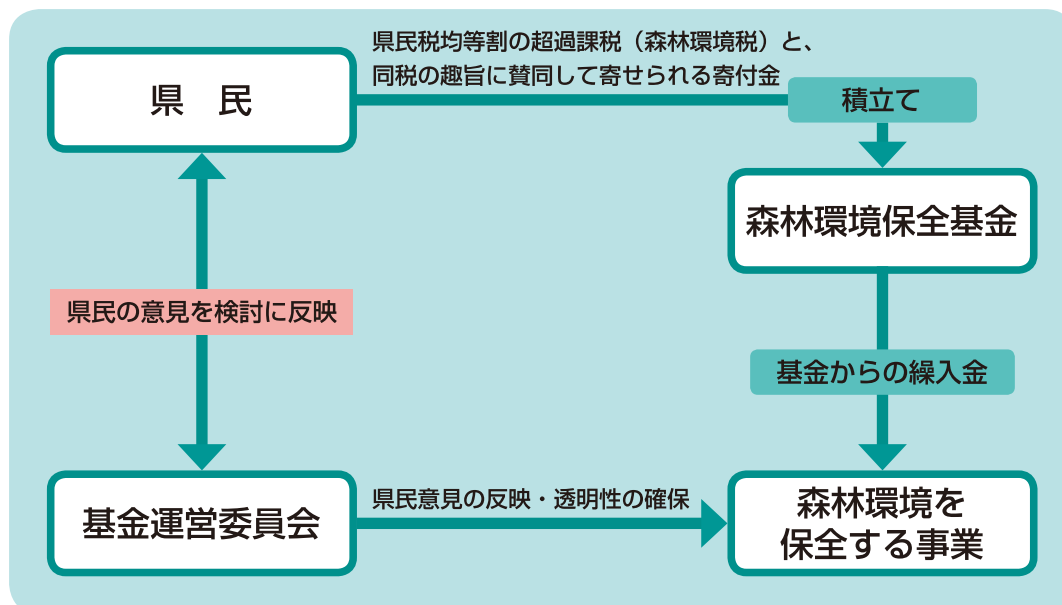 県民税均等割の超過課税（森林環境税）と、
同税の趣旨に賛同して寄せられる寄付金
県　民
積立て
森林環境保全基金
県民の意見を検討に反映
基金からの繰入金
基金運営委員会
県民意見の反映・透明性の確保
森林環境を
保全する事業